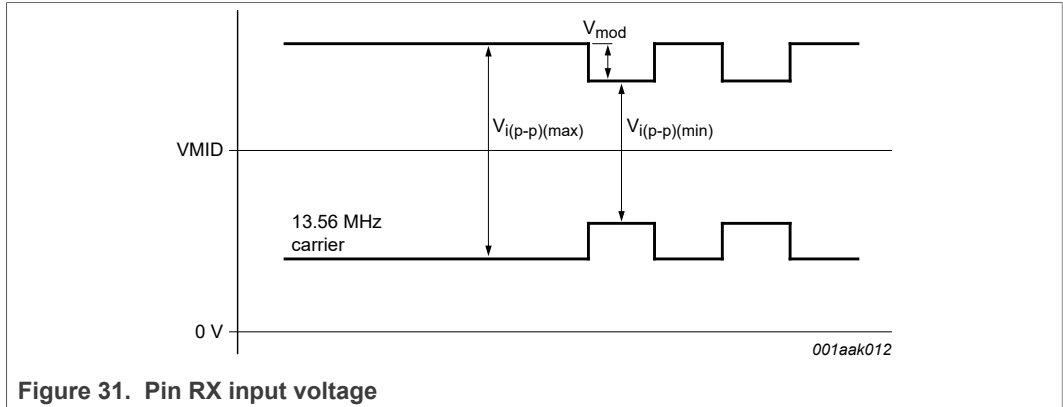 Vmod
Vi(p-p)(max)
Vi(p-p)(min)
VMID
13.56 MHz
carrier
0 V
001aak012
Figure 31. Pin RX input voltage